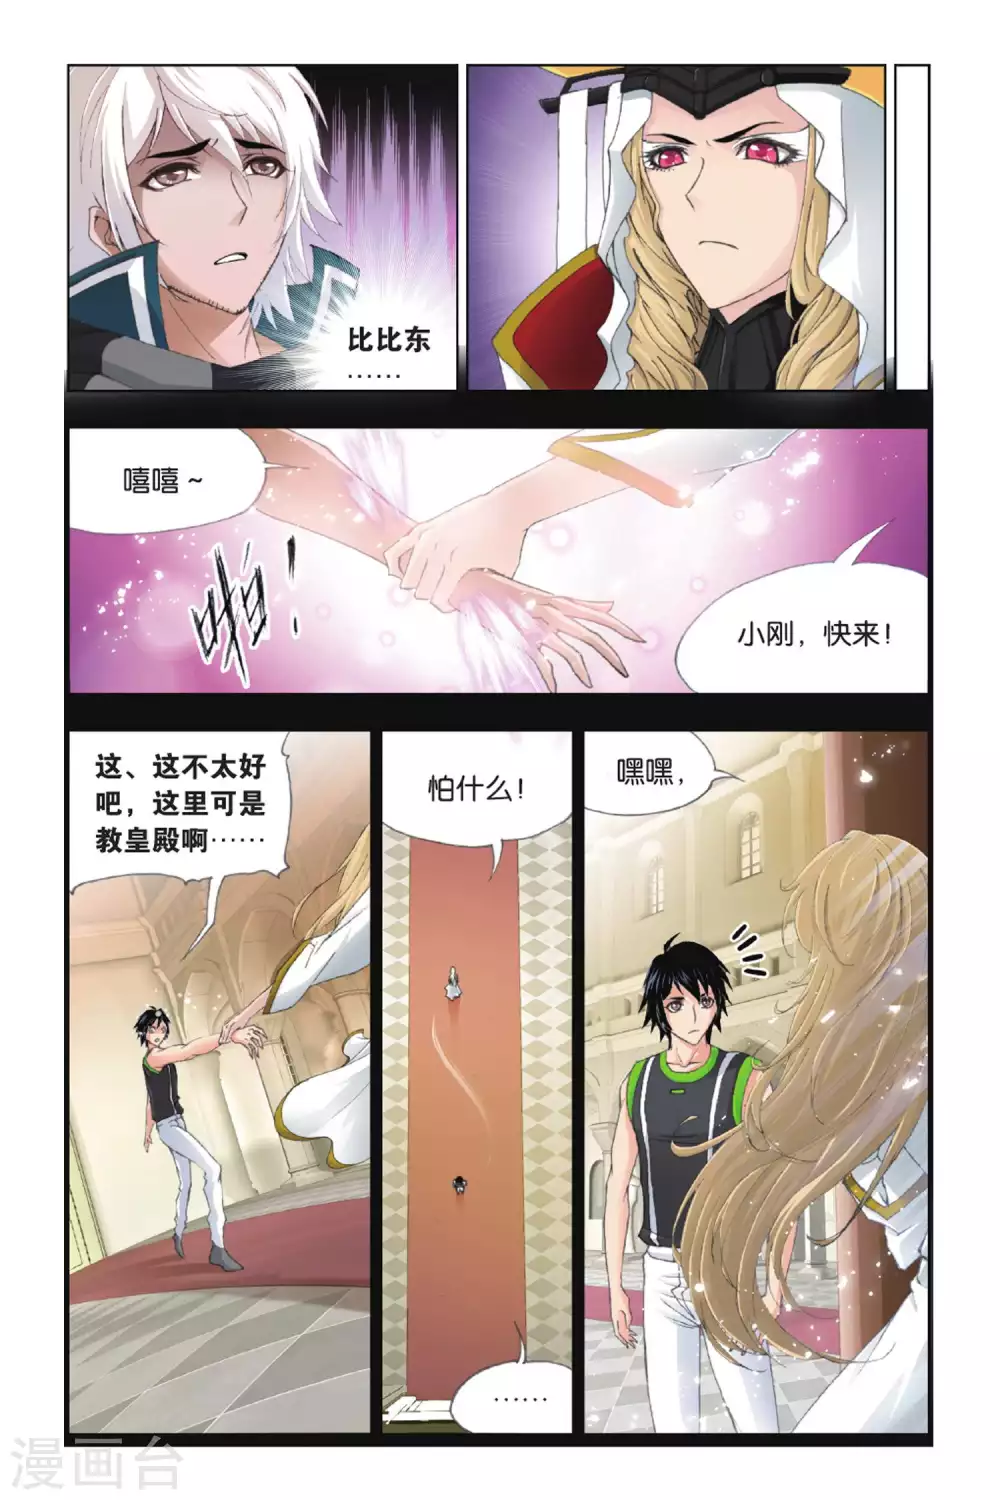 比比东
……
嘻嘻~
啪！
小刚，快来！
这、这不太好
吧，这里可是
教皇殿啊……
怕什么！
嘿嘿，
……
漫画台